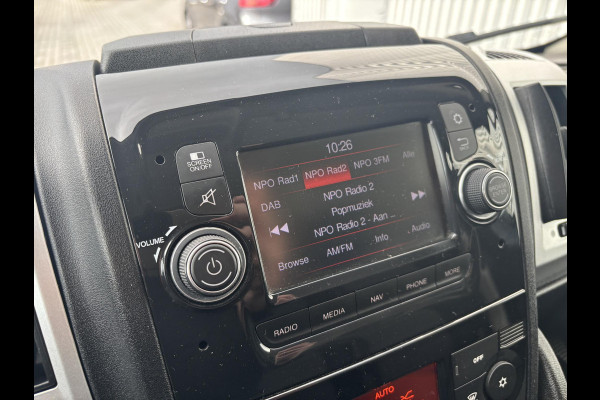 10:26
NPO Rad1 NPO Rad2 NPO 3FM Alle
DAB
NPO Radio 2
Popmuziek
NPO Radio 2 - Aan ...
Browse AM/FM Info Audio
SCREEN
ON/OFF
VOLUME
RADIO MEDIA NAV PHONE MORE
OFF
AUTO